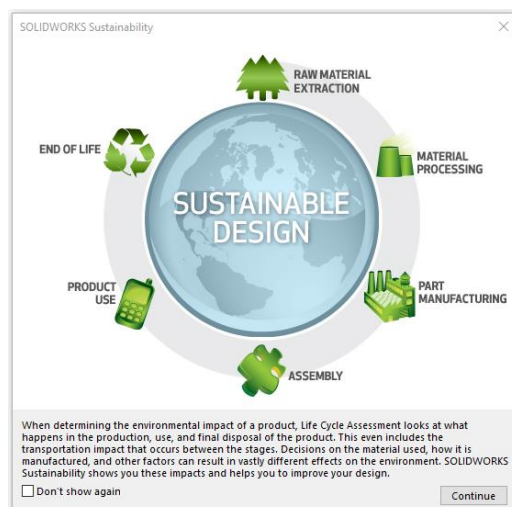 SOLIDWORKS Sustainability
RAW MATERIAL
EXTRACTION
END OF LIFE
MATERIAL
PROCESSING
SUSTAINABLE
DESIGN
PRODUCT
USE
PART
MANUFACTURING
ASSEMBLY
When determining the environmental impact of a product, Life Cycle Assessment looks at what
happens in the production, use, and final disposal of the product. This even includes the
transportation impact that occurs between the stages. Decisions on the material used, how it is
manufactured, and other factors can result in vastly different effects on the environment. SOLIDWORKS
Sustainability shows you these impacts and helps you to improve your design.
Don't show again
Continue